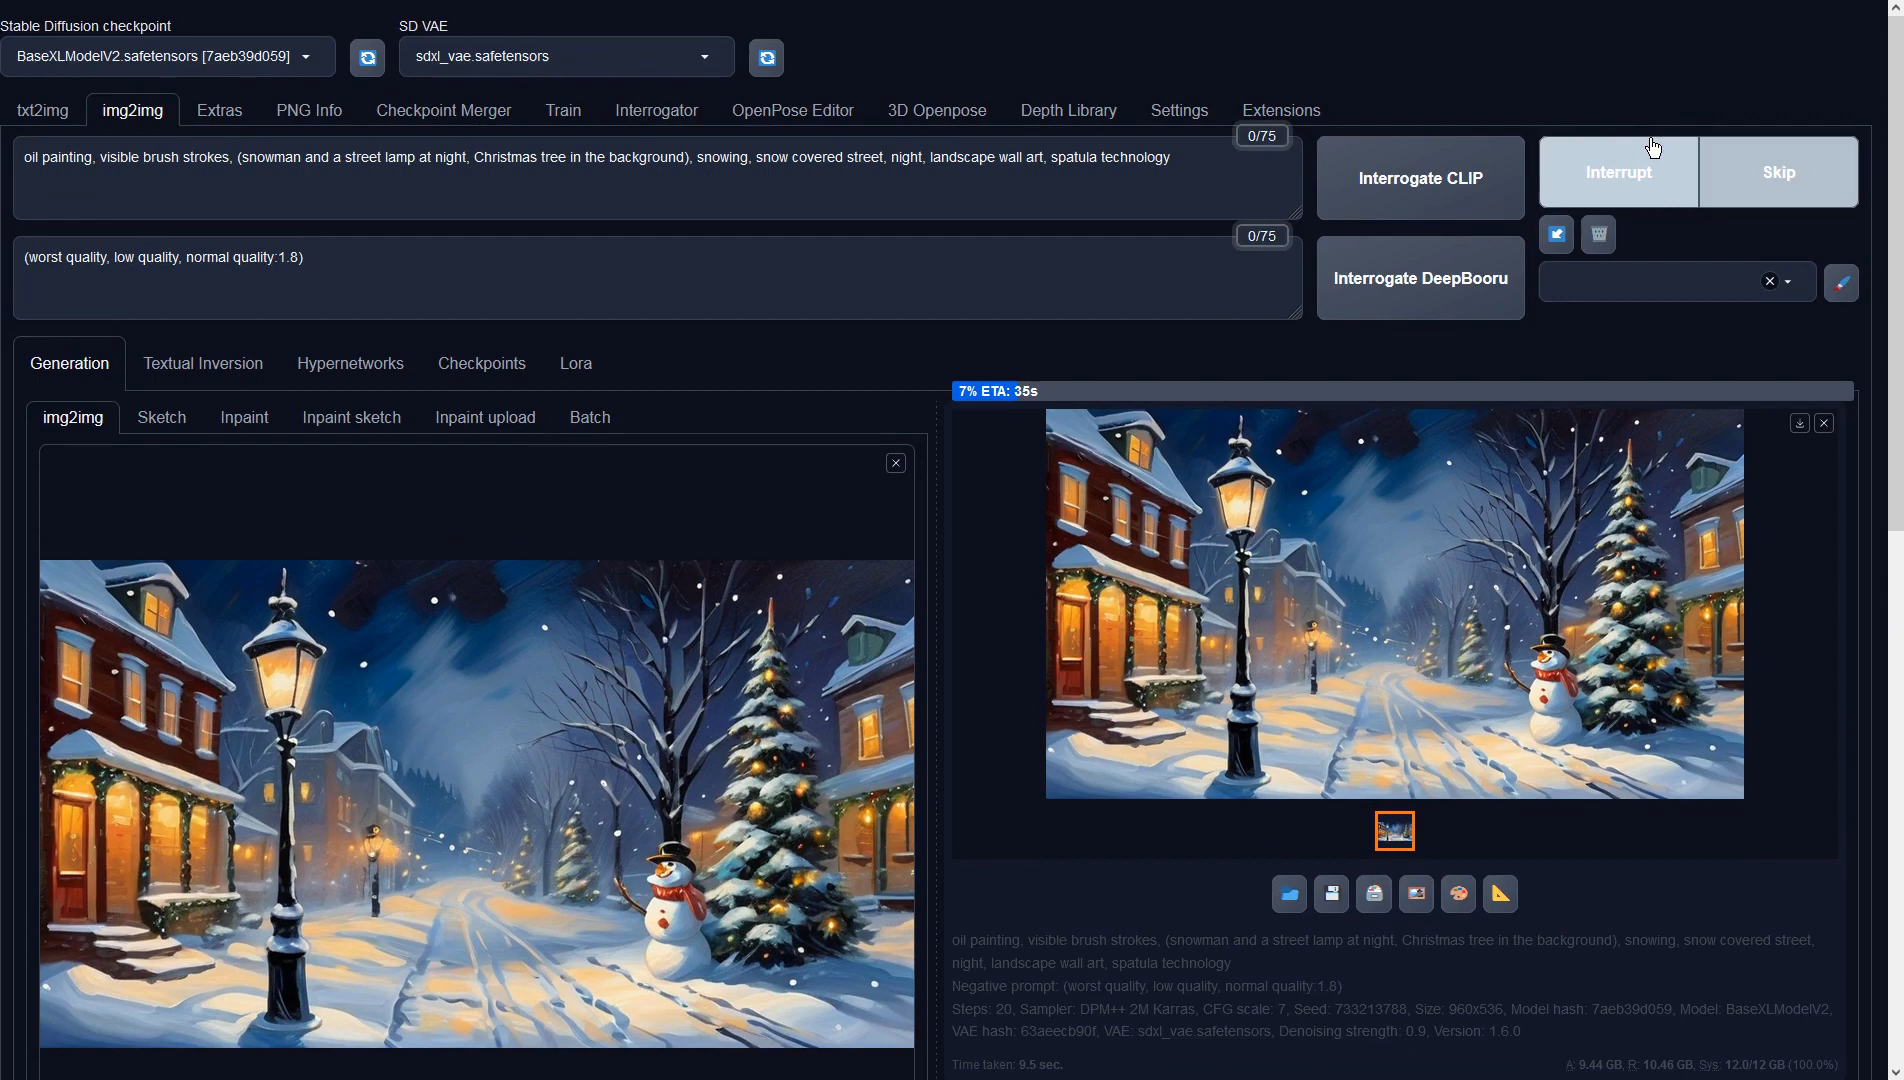 Stable Diffusion checkpoint
SD VAE
BaseXLModelV2.safetensors [7aeb39d059]
sdxl_vae.safetensors
txt2img
img2img
Extras
PNG Info
Checkpoint Merger
Train
Interrogator
OpenPose Editor
3D Openpose
Depth Library
Settings
Extensions
0/75
oil painting, visible brush strokes, (snowman and a street lamp at night, Christmas tree in the background), snowing, snow covered street, night, landscape wall art, spatula technology
Interrogate CLIP
Interrupt
Skip
0/75
(worst quality, low quality, normal quality:1.8)
Interrogate DeepBooru
Generation
Textual Inversion
Hypernetworks
Checkpoints
Lora
7% ETA: 35s
img2img
Sketch
Inpaint
Inpaint sketch
Inpaint upload
Batch
oil painting, visible brush strokes, (snowman and a street lamp at night, Christmas tree in the background), snowing, snow covered street,
night, landscape wall art, spatula technology
Negative prompt: (worst quality, low quality, normal quality:1.8)
Steps: 20, Sampler: DPM++ 2M Karras, CFG scale: 7, Seed: 733213788, Size: 960x536, Model hash: 7aeb39d059, Model: BaseXLModelV2,
VAE hash: 63aeecb90f, VAE: sdxl_vae.safetensors, Denoising strength: 0.9, Version: 1.6.0
Time taken: 9.5 sec.
A: 9.44 GB, R: 10.46 GB, Sys: 12.0/12 GB (100.0%)